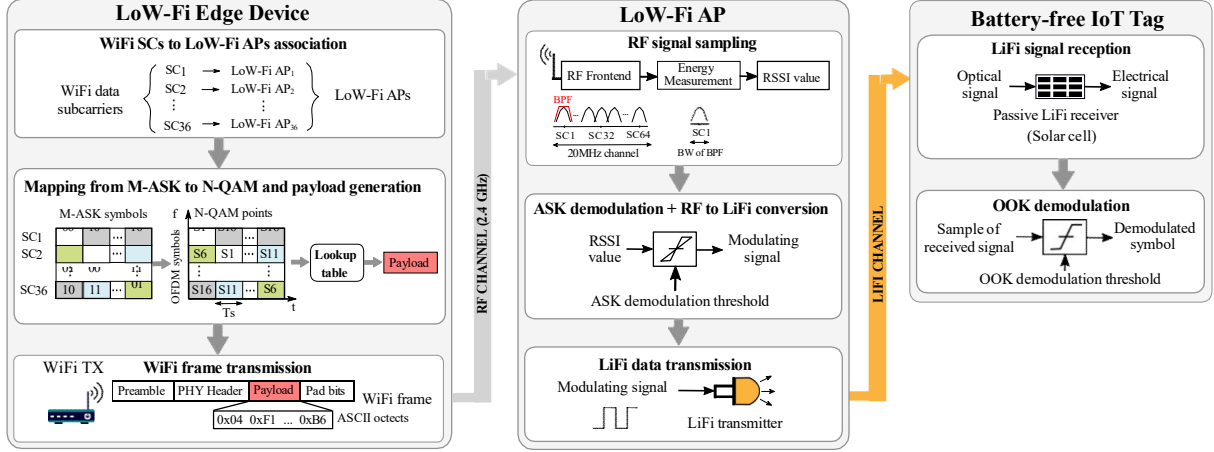 LoW-Fi Edge Device
WiFi SCs to LoW-Fi APs association
WiFi data
subcarriers
SC1 LoW-Fi AP1
SC2 LoW-Fi AP2
⋮ ⋮
SC36 LoW-Fi AP36
LoW-Fi APs
Mapping from M-ASK to N-QAM and payload generation
M-ASK symbols
SC1
SC2 ...
01 00 11
SC36 10 11 ... 01
OFDM symbols
f
N-QAM points
S6 S1 ... S11
S16 S11 ... S6
Ts
t
Lookup
table
Payload
WiFi frame transmission
WiFi TX
Preamble PHY Header Payload Pad bits
WiFi frame
0x04 0xF1 ... 0xB6
ASCII octects
RF CHANNEL (2.4 GHz)
LoW-Fi AP
RF signal sampling
RF Frontend
Energy
Measurement
RSSI value
BPF
... ...
SC1 SC32 SC64
20MHz channel
SC1
BW of BPF
ASK demodulation + RF to LiFi conversion
RSSI
value
Modulating
signal
ASK demodulation threshold
LiFi data transmission
Modulating signal
LiFi transmitter
LIFI CHANNEL
Battery-free IoT Tag
LiFi signal reception
Optical
signal
Electrical
signal
Passive LiFi receiver
(Solar cell)
OOK demodulation
Sample of
received signal
Demodulated
symbol
OOK demodulation threshold